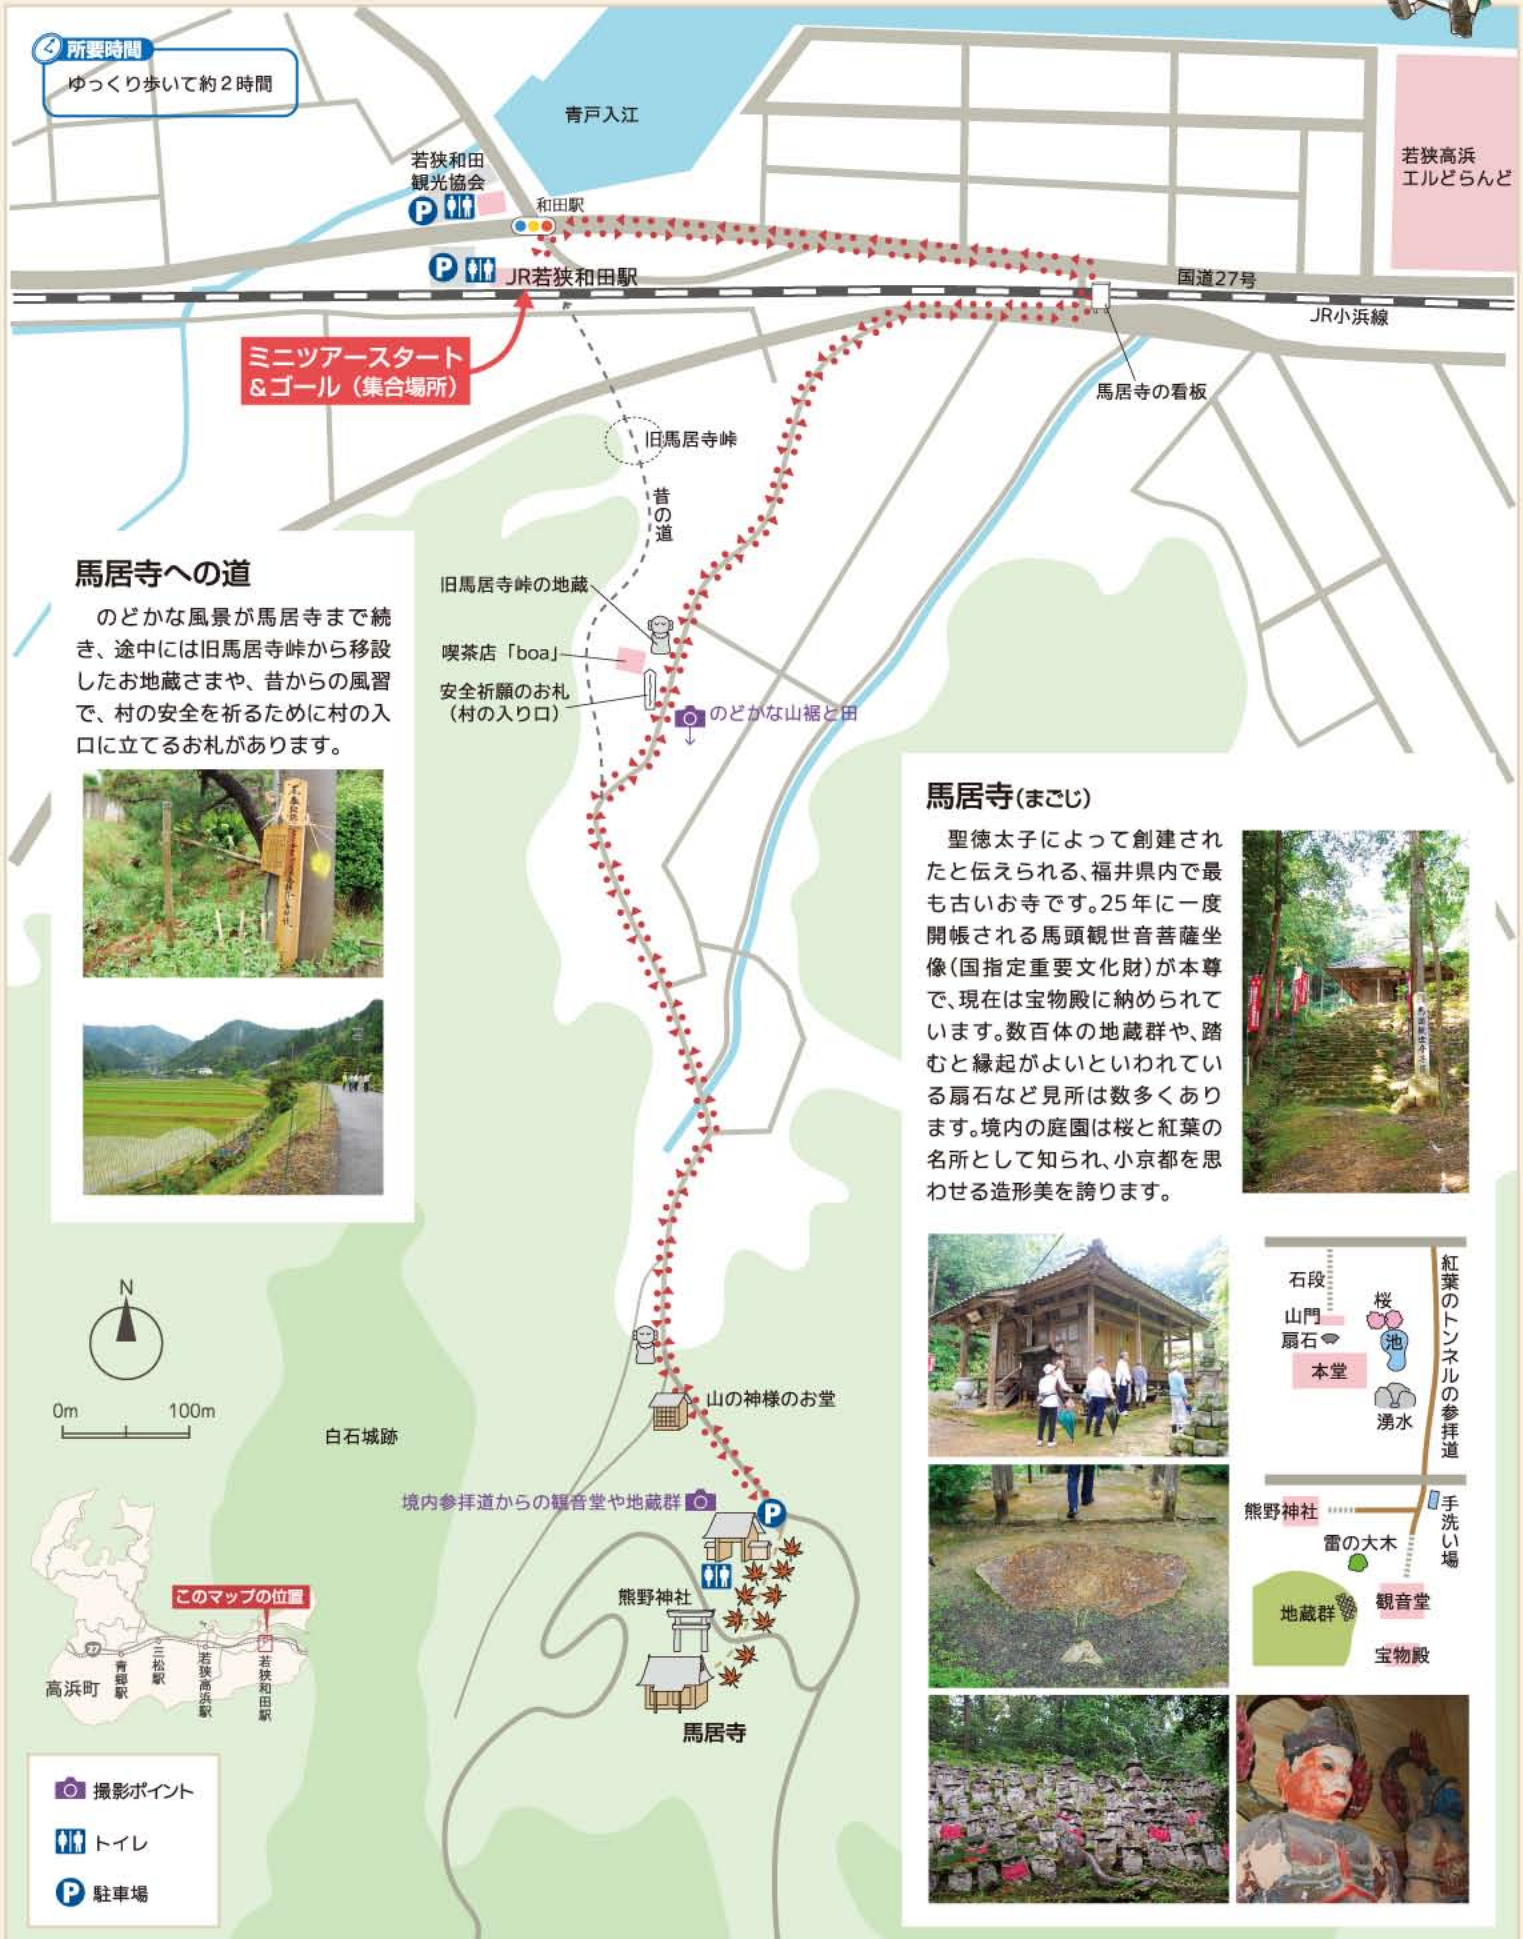 所要時間
ゆっくり歩いて約2時間
青戸入江
若狭和田
観光協会
P
和田駅
若狭高浜
エルどらんど
P
JR若狭和田駅
国道27号
JR小浜線
ミニツアースタート
&ゴール（集合場所）
馬居寺の看板
旧馬居寺峠
昔の道
馬居寺への道
のどかな風景が馬居寺まで続
き、途中には旧馬居寺峠から移設
したお地蔵さまや、昔からの風習
で、村の安全を祈るために村の入
口に立てるお札があります。
旧馬居寺峠の地蔵
喫茶店「boa」
安全祈願のお札
（村の入り口）
のどかな山裾と田
馬居寺(まごじ)
聖徳太子によって創建され
たと伝えられる、福井県内で最
も古いお寺です。25年に一度
開帳される馬頭観世音菩薩坐
像(国指定重要文化財)が本尊
で、現在は宝物殿に納められて
います。数百体の地蔵群や、踏
むと縁起がよいといわれてい
る扇石など見所は数多くあり
ます。境内の庭園は桜と紅葉の
名所として知られ、小京都を思
わせる造形美を誇ります。
N
0m 100m
白石城跡
山の神様のお堂
境内参拝道からの観音堂や地蔵群
P
熊野神社
馬居寺
石段
山門
扇石
本堂
桜
池
湧水
紅葉のトンネルの参拝道
熊野神社
手洗い場
雷の大木
地蔵群
観音堂
宝物殿
このマップの位置
27
高浜町
青郷駅
三松駅
若狭高浜駅
若狭和田駅
撮影ポイント
トイレ
P 駐車場